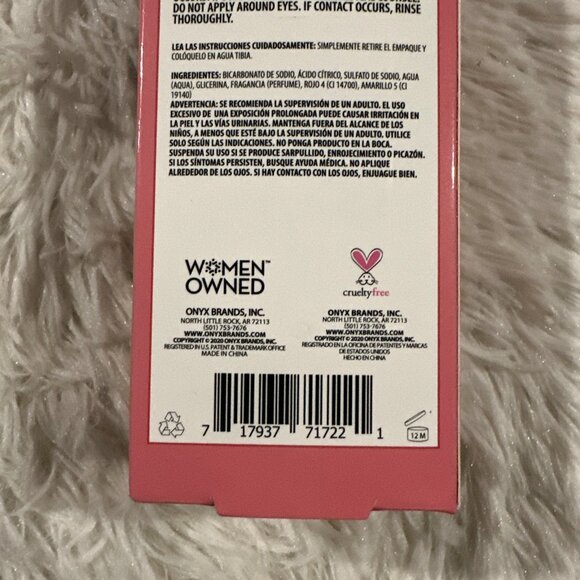 DO NOT APPLY AROUND EYES. IF CONTACT OCCURS, RINSE
THOROUGHLY.
LEA LAS INSTRUCCIONES CUIDADOSAMENTE: SIMPLEMENTE RETIRE EL EMPAQUE Y
COLÓQUELO EN AGUA TIBIA.
INGREDIENTES: BICARBONATO DE SODIO, ÁCIDO CÍTRICO, SULFATO DE SODIO, AGUA
(AQUA), GLICERINA, FRAGANCIA (PERFUME), ROJO 4 (CI 14700), AMARILLO 5 (CI
19140)
ADVERTENCIA: SE RECOMIENDA LA SUPERVISIÓN DE UN ADULTO. EL USO
EXCESIVO DE UNA EXPOSICIÓN PROLONGADA PUEDE CAUSAR IRRITACIÓN EN
LA PIEL Y LAS VÍAS URINARIAS. MANTENGA FUERA DEL ALCANCE DE LOS
NIÑOS, A MENOS QUE ESTÉ BAJO LA SUPERVISIÓN DE UN ADULTO. UTILICE
SOLO SEGÚN LAS INDICACIONES. NO PONGA PRODUCTO EN LA BOCA.
SUSPENDA SU USO SI SE PRODUCE SARPULLIDO, ENROJECIMIENTO O PICAZÓN.
SI LOS SÍNTOMAS PERSISTEN, BUSQUE AYUDA MÉDICA. NO APLIQUE
ALREDEDOR DE LOS OJOS. SI HAY CONTACTO CON LOS OJOS, ENJUAGUE BIEN.
WOMEN™
OWNED
crueltyfree
ONYX BRANDS, INC.
NORTH LITTLE ROCK, AR 72113
(501) 753-7676
WWW.ONYXBRANDS.COM
COPYRIGHT © 2020 ONYX BRANDS, INC.
REGISTERED IN U.S. PATENT & TRADEMARK OFFICE
MADE IN CHINA
ONYX BRANDS, INC.
NORTH LITTLE ROCK, AR 72113
(501) 753-7676
WWW.ONYXBRANDS.COM
COPYRIGHT © 2020 ONYX BRANDS, INC.
REGISTRADO EN LA OFICINA DE PATENTES Y MARCAS
DE ESTADOS UNIDOS
HECHO EN CHINA
7 17937 71722 1
12 M